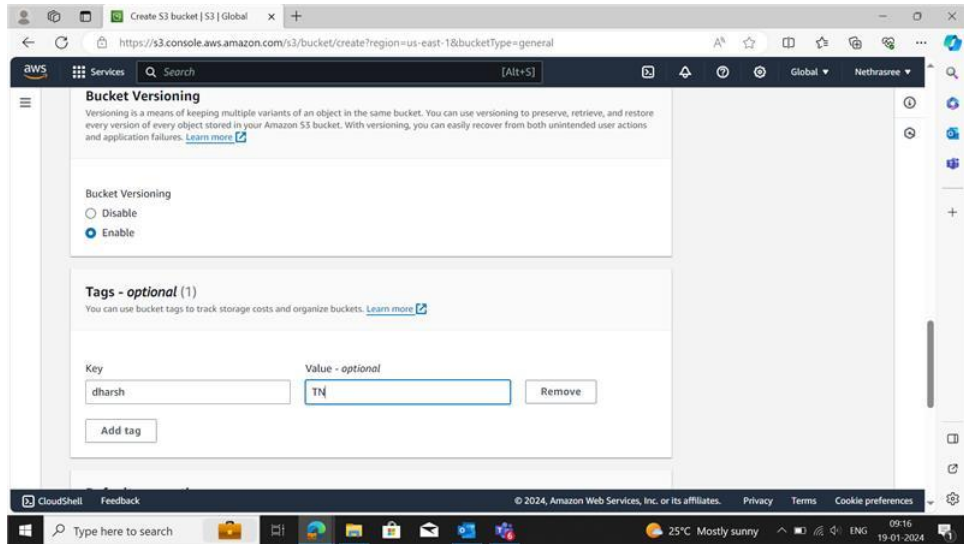 Create S3 bucket | S3 | Global
https://s3.console.aws.amazon.com/s3/bucket/create?region=us-east-1&bucketType=general
aws
Services
Search
[Alt+S]
Global
Nethrasree
Bucket Versioning
Versioning is a means of keeping multiple variants of an object in the same bucket. You can use versioning to preserve, retrieve, and restore
every version of every object stored in your Amazon S3 bucket. With versioning, you can easily recover from both unintended user actions
and application failures. Learn more
Bucket Versioning
Disable
Enable
Tags - optional (1)
You can use bucket tags to track storage costs and organize buckets. Learn more
Key
Value - optional
dharsh
TN
Remove
Add tag
CloudShell
Feedback
© 2024, Amazon Web Services, Inc. or its affiliates.
Privacy
Terms
Cookie preferences
Type here to search
25°C Mostly sunny
ENG
09:16
19-01-2024